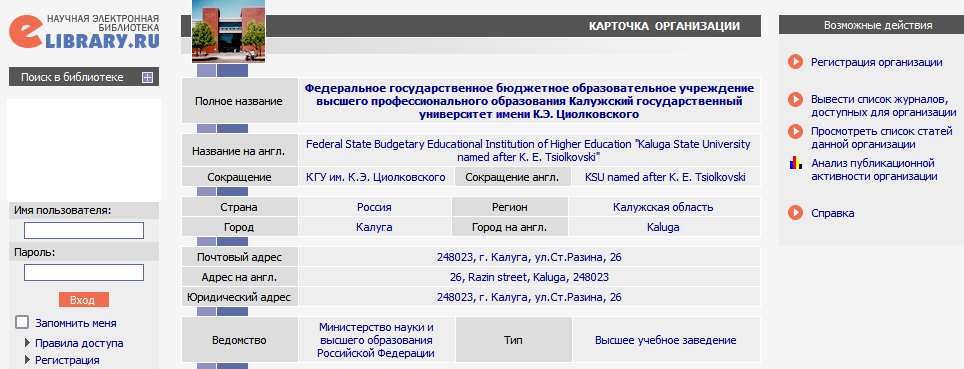 НАУЧНАЯ ЭЛЕКТРОННАЯ
БИБЛИОТЕКА
eLIBRARY.RU
Поиск в библиотеке
Имя пользователя:
Пароль:
Вход
Запомнить меня
Правила доступа
Регистрация
КАРТОЧКА ОРГАНИЗАЦИИ
Полное название
Федеральное государственное бюджетное образовательное учреждение
высшего профессионального образования Калужский государственный
университет имени К.Э. Циолковского
Название на англ.
Federal State Budgetary Educational Institution of Higher Education "Kaluga State University
named after K. E. Tsiolkovski"
Сокращение КГУ им. К.Э. Циолковского Сокращение англ. KSU named after K. E. Tsiolkovski
Страна Россия Регион Калужская область
Город Калуга Город на англ. Kaluga
Почтовый адрес 248023, г. Калуга, ул.Ст.Разина, 26
Адрес на англ. 26, Razin street, Kaluga, 248023
Юридический адрес 248023, г. Калуга, ул.Ст.Разина, 26
Ведомство
Министерство науки и
высшего образования
Российской Федерации
Тип Высшее учебное заведение
Возможные действия
Регистрация организации
Вывести список журналов,
доступных для организации
Просмотреть список статей
данной организации
Анализ публикационной
активности организации
Справка